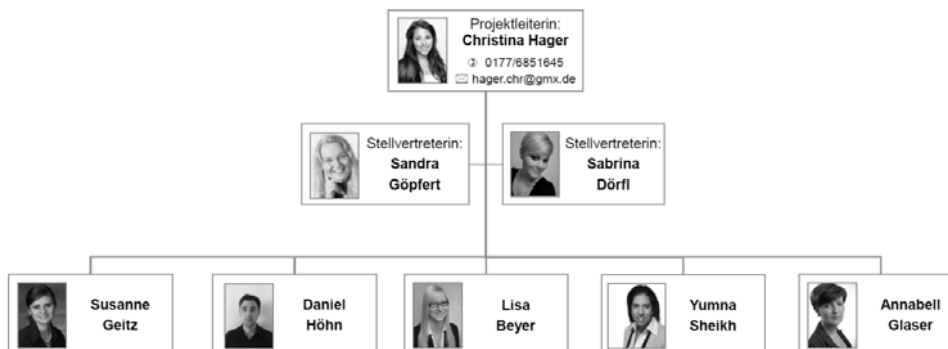 Projektleiterin:
Christina Hager
0177/6851645
hager.chr@gmx.de
Stellvertreterin:
Sandra
Göpfert
Stellvertreterin:
Sabrina
Dörfl
Susanne
Geitz
Daniel
Höhn
Lisa
Beyer
Yumna
Sheikh
Annabell
Glaser